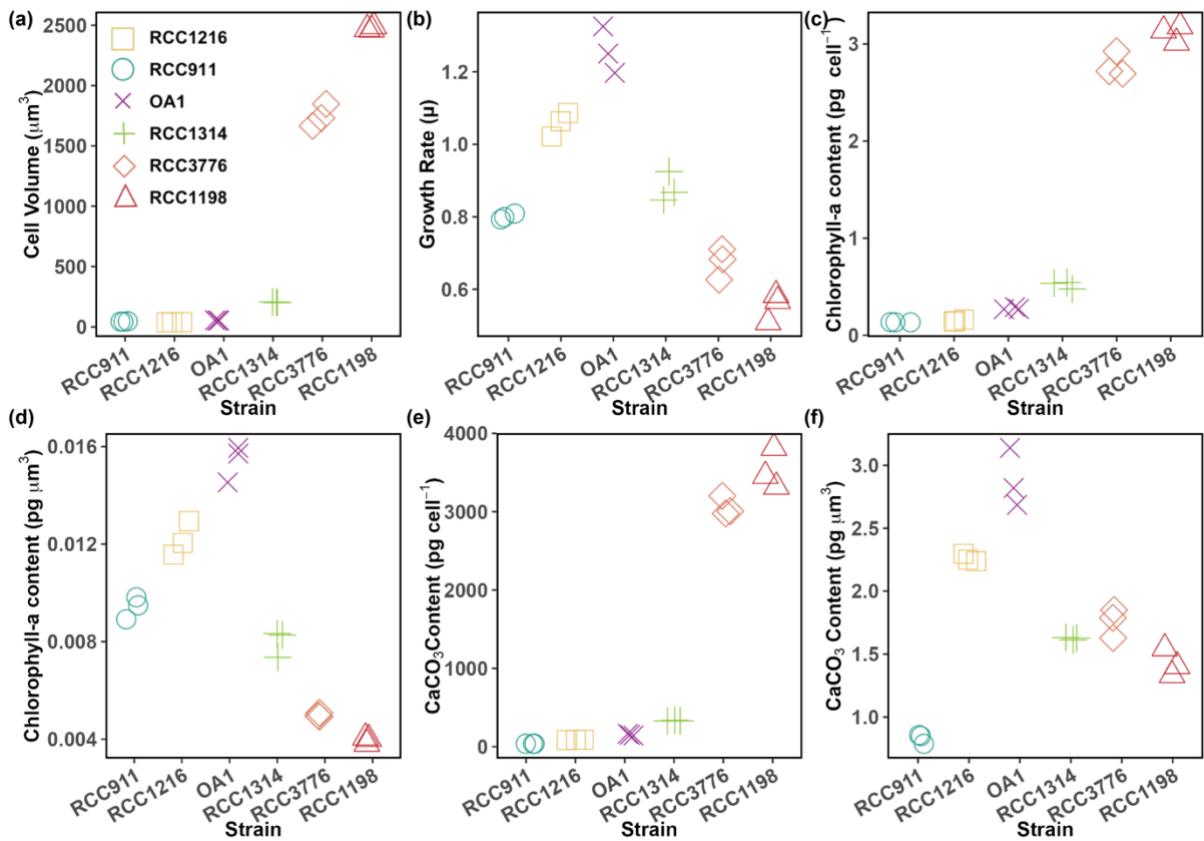 (a)
Cell Volume (μm³)
2500
2000
1500
1000
500
0
RCC1216
RCC911
OA1
RCC1314
RCC3776
RCC1198
RCC911
RCC1216
OA1
RCC1314
RCC3776
RCC1198
Strain
(b)
Growth Rate (μ)
1.2
1.0
0.8
0.6
RCC911
RCC1216
OA1
RCC1314
RCC3776
RCC1198
Strain
(c)
Chlorophyll-a content (pg cell⁻¹)
3
2
1
0
RCC911
RCC1216
OA1
RCC1314
RCC3776
RCC1198
Strain
(d)
Chlorophyll-a content (pg μm³)
0.016
0.012
0.008
0.004
RCC911
RCC1216
OA1
RCC1314
RCC3776
RCC1198
Strain
(e)
CaCO₃Content (pg cell⁻¹)
4000
3000
2000
1000
0
RCC911
RCC1216
OA1
RCC1314
RCC3776
RCC1198
Strain
(f)
CaCO₃ Content (pg μm³)
3.0
2.5
2.0
1.5
1.0
RCC911
RCC1216
OA1
RCC1314
RCC3776
RCC1198
Strain